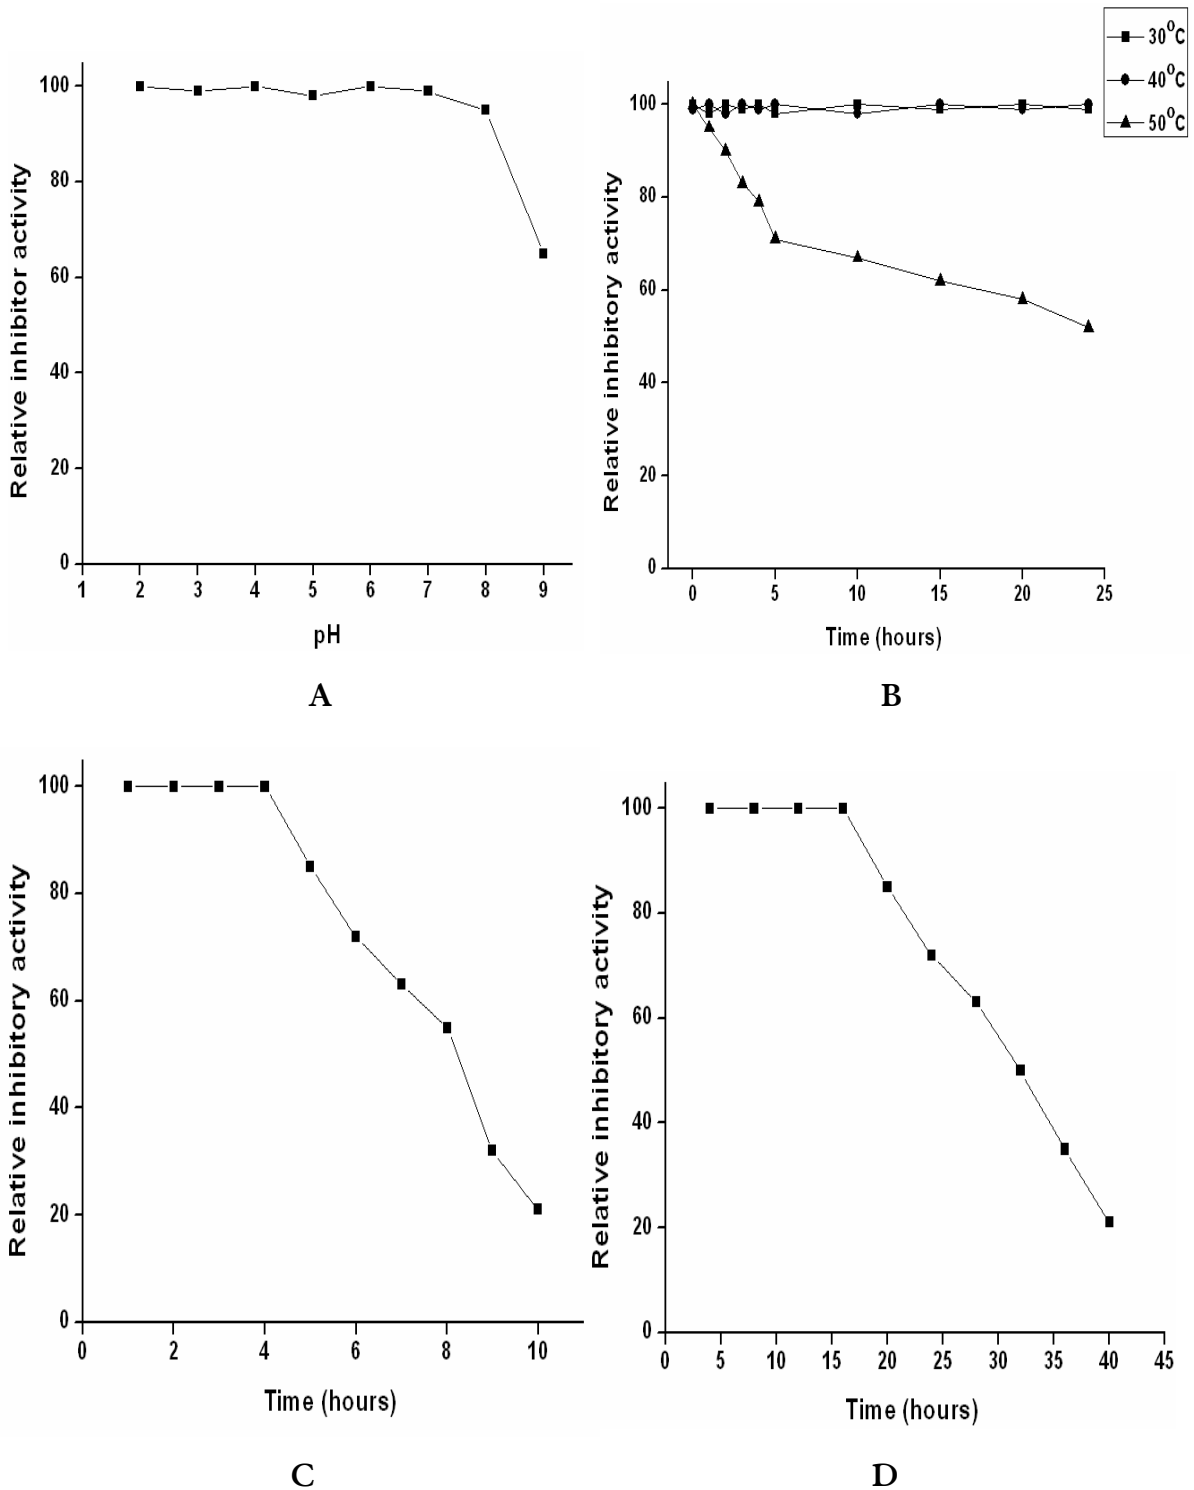 Relative inhibitor activity
100
80
60
40
20
0
1 2 3 4 5 6 7 8 9
pH
A
30°C
40°C
50°C
Relative inhibitory activity
100
80
60
40
20
0
0 5 10 15 20 25
Time (hours)
B
Relative inhibitory activity
100
80
60
40
20
0
0 2 4 6 8 10
Time (hours)
C
Relative inhibitory activity
100
80
60
40
20
0
0 5 10 15 20 25 30 35 40 45
Time (hours)
D